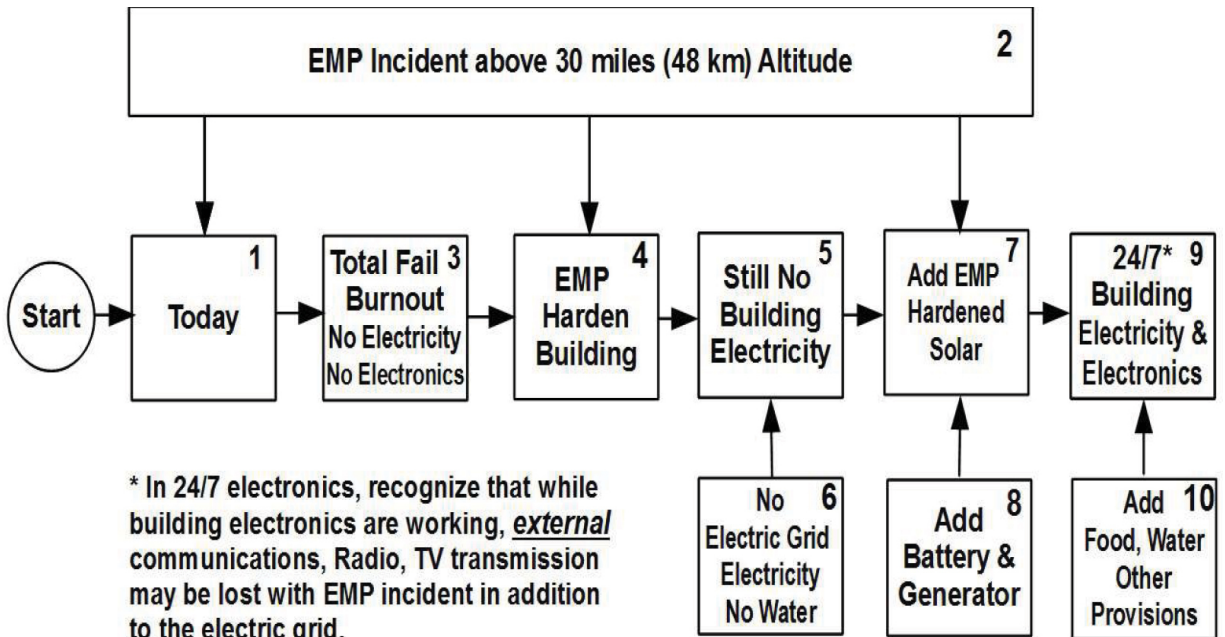 EMP Incident above 30 miles (48 km) Altitude
2
Start
1
Today
Total Fail 3
Burnout
No Electricity
No Electronics
4
EMP
Harden
Building
5
Still No
Building
Electricity
7
Add EMP
Hardened
Solar
24/7* 9
Building
Electricity &
Electronics
No 6
Electric Grid
Electricity
No Water
8
Add
Battery &
Generator
Add 10
Food, Water
Other
Provisions
* In 24/7 electronics, recognize that while
building electronics are working, external
communications, Radio, TV transmission
may be lost with EMP incident in addition
to the electric grid.